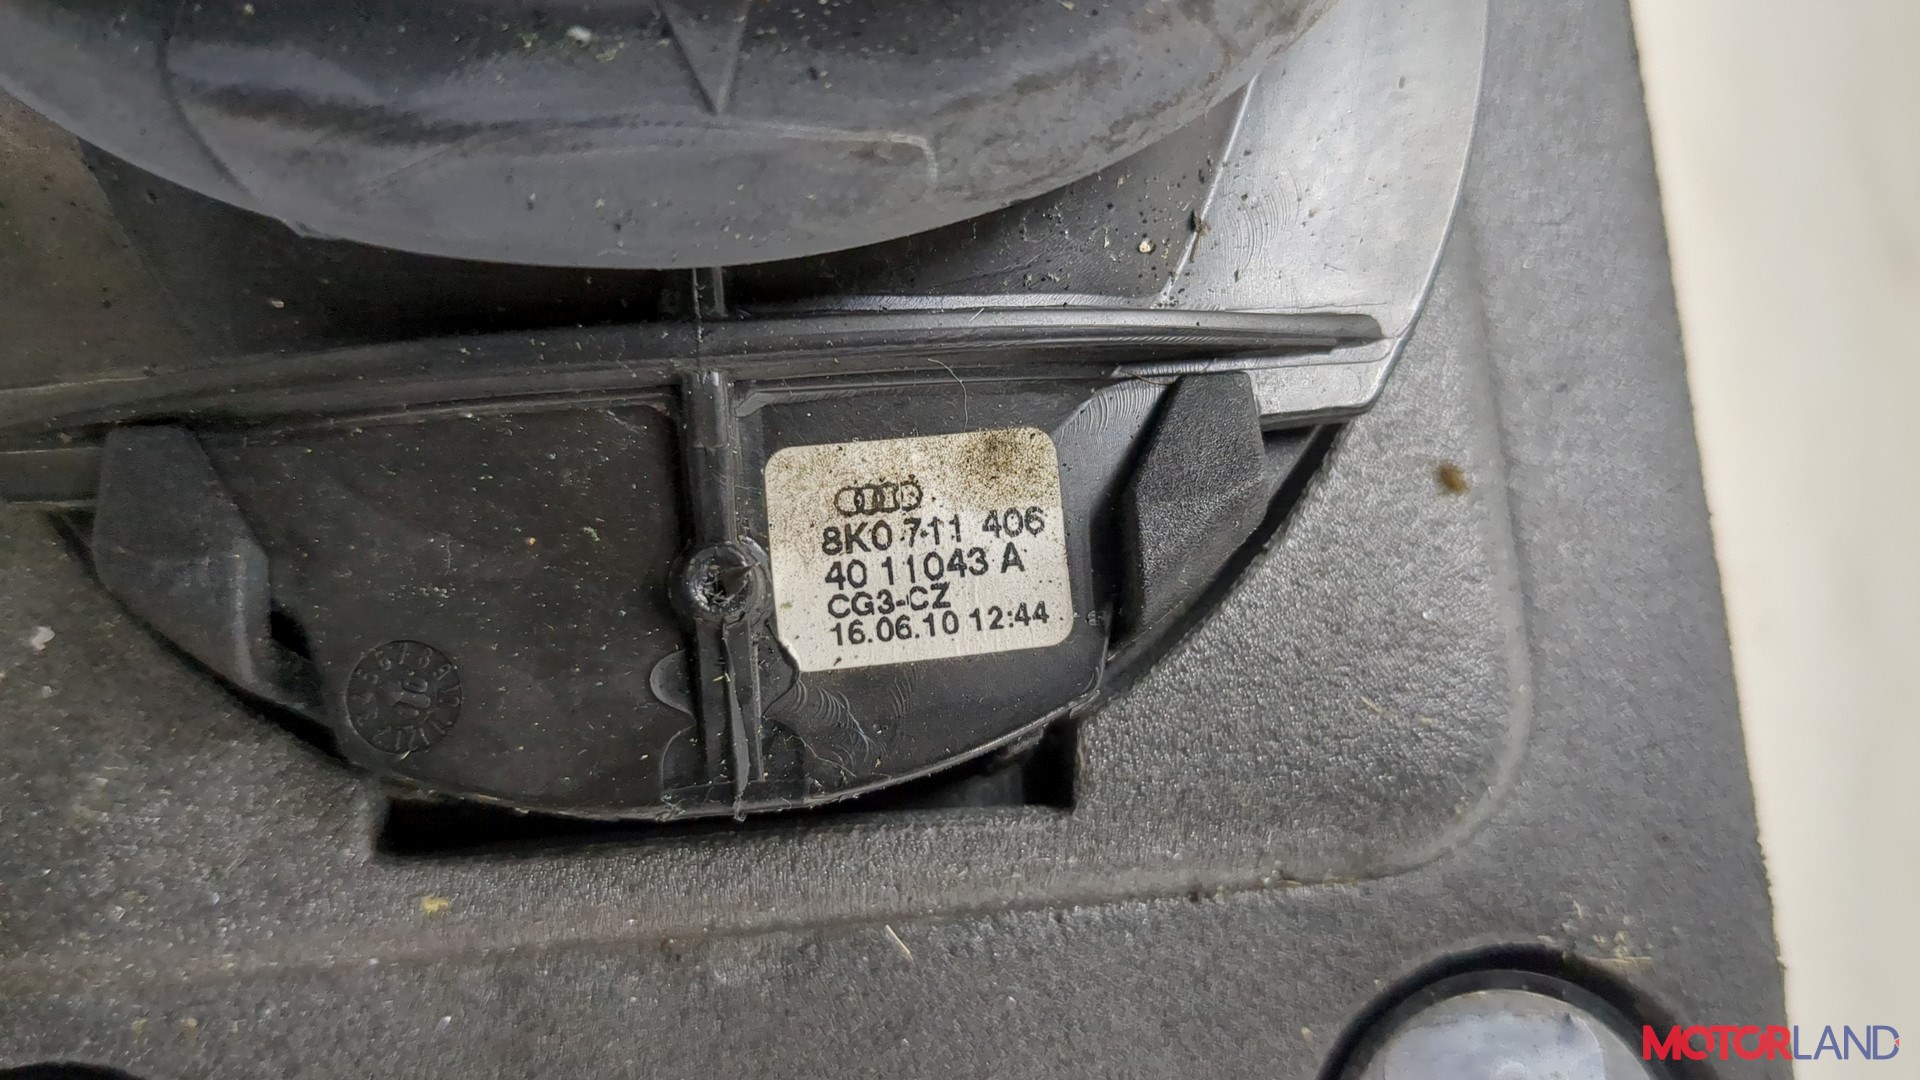 8K0 711 406
40 11043 A
CG3-CZ
16.06.10 12:44
MOTORLAND